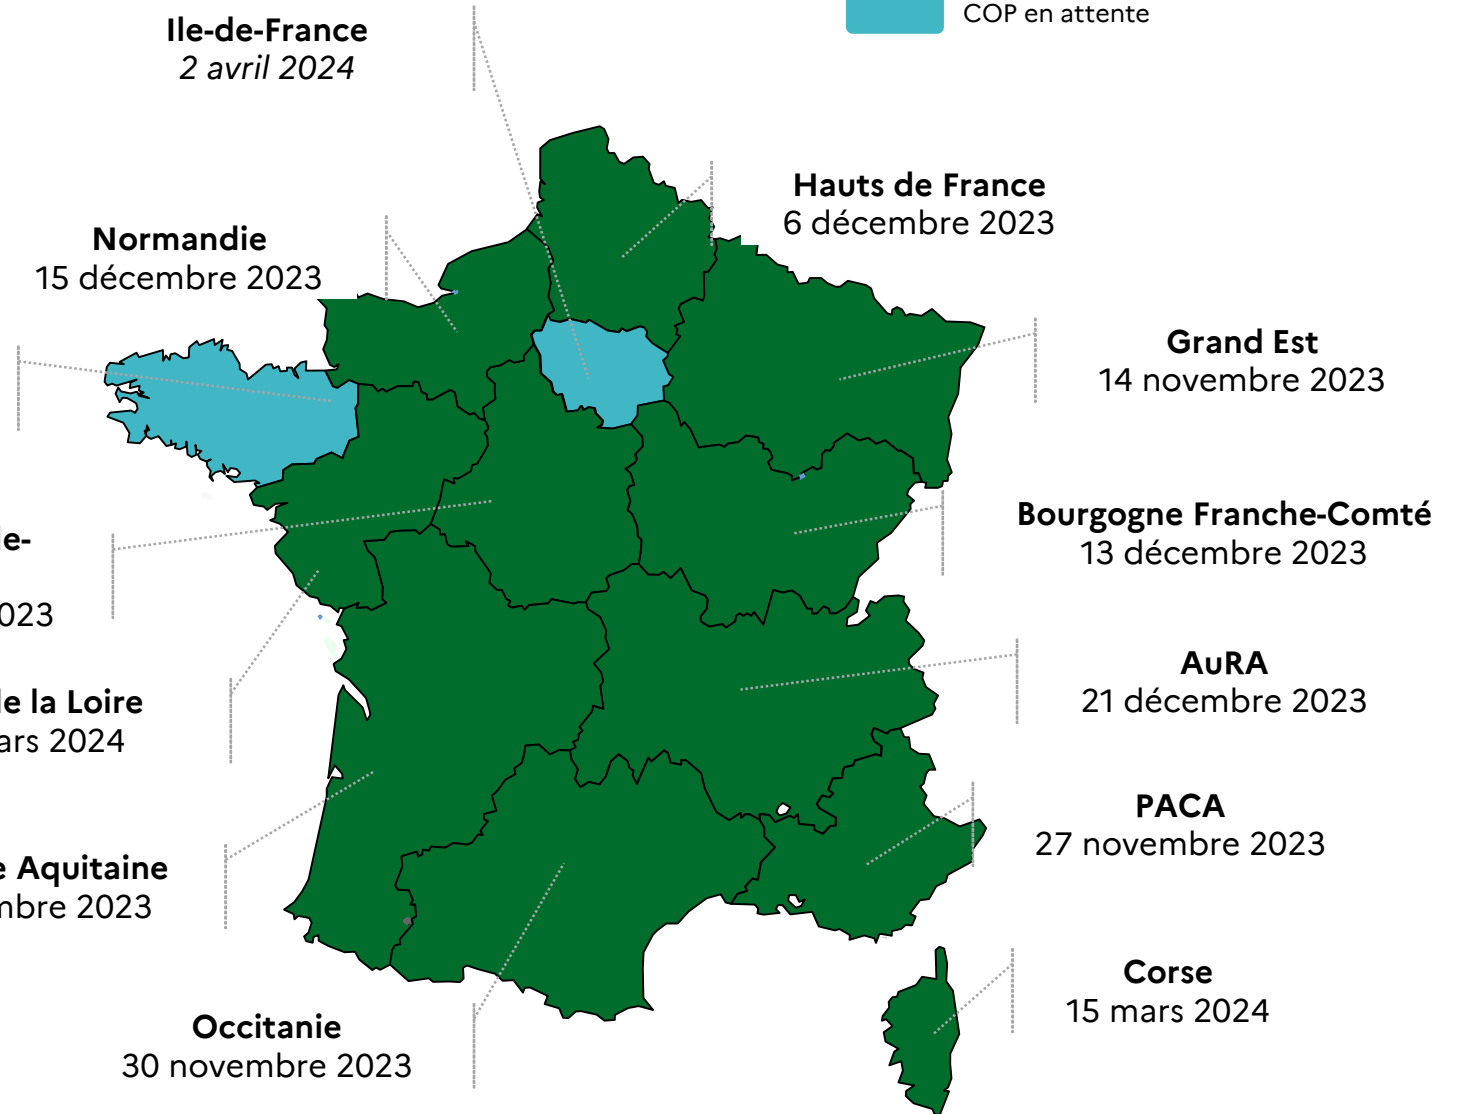 COP en attente
Ile-de-France
2 avril 2024
Hauts de France
6 décembre 2023
Normandie
15 décembre 2023
Grand Est
14 novembre 2023
Bourgogne Franche-Comté
13 décembre 2023
le-
023
AuRA
21 décembre 2023
de la Loire
ars 2024
PACA
27 novembre 2023
e Aquitaine
mbre 2023
Corse
15 mars 2024
Occitanie
30 novembre 2023